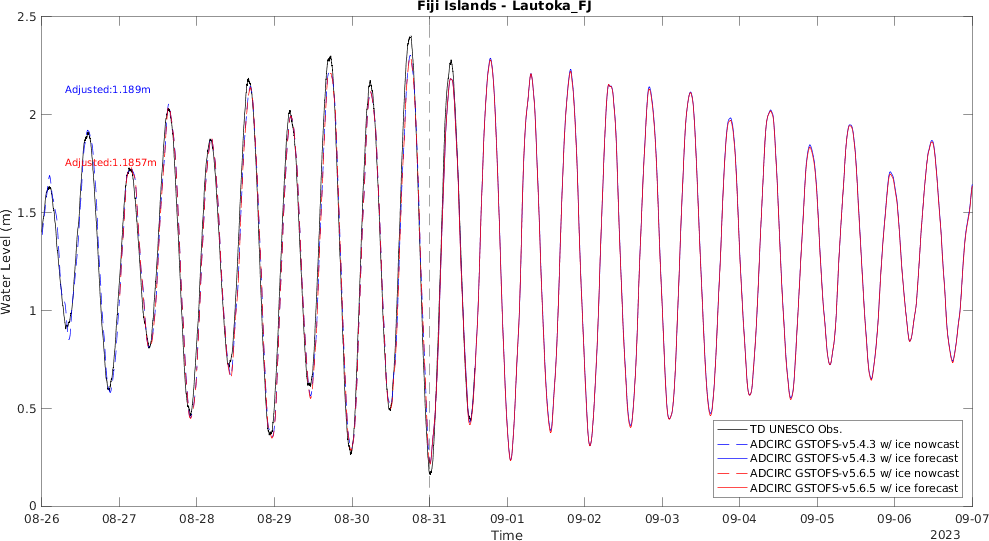 Fiji Islands - Lautoka_FJ
2.5
2
1.5
1
0.5
0
Water Level (m)
Adjusted:1.189m
Adjusted:1.1857m
TD UNESCO Obs.
ADCIRC GSTOFS-v5.4.3 w/ ice nowcast
ADCIRC GSTOFS-v5.4.3 w/ ice forecast
ADCIRC GSTOFS-v5.6.5 w/ ice nowcast
ADCIRC GSTOFS-v5.6.5 w/ ice forecast
08-26 08-27 08-28 08-29 08-30 08-31 09-01 09-02 09-03 09-04 09-05 09-06 09-07
Time
2023